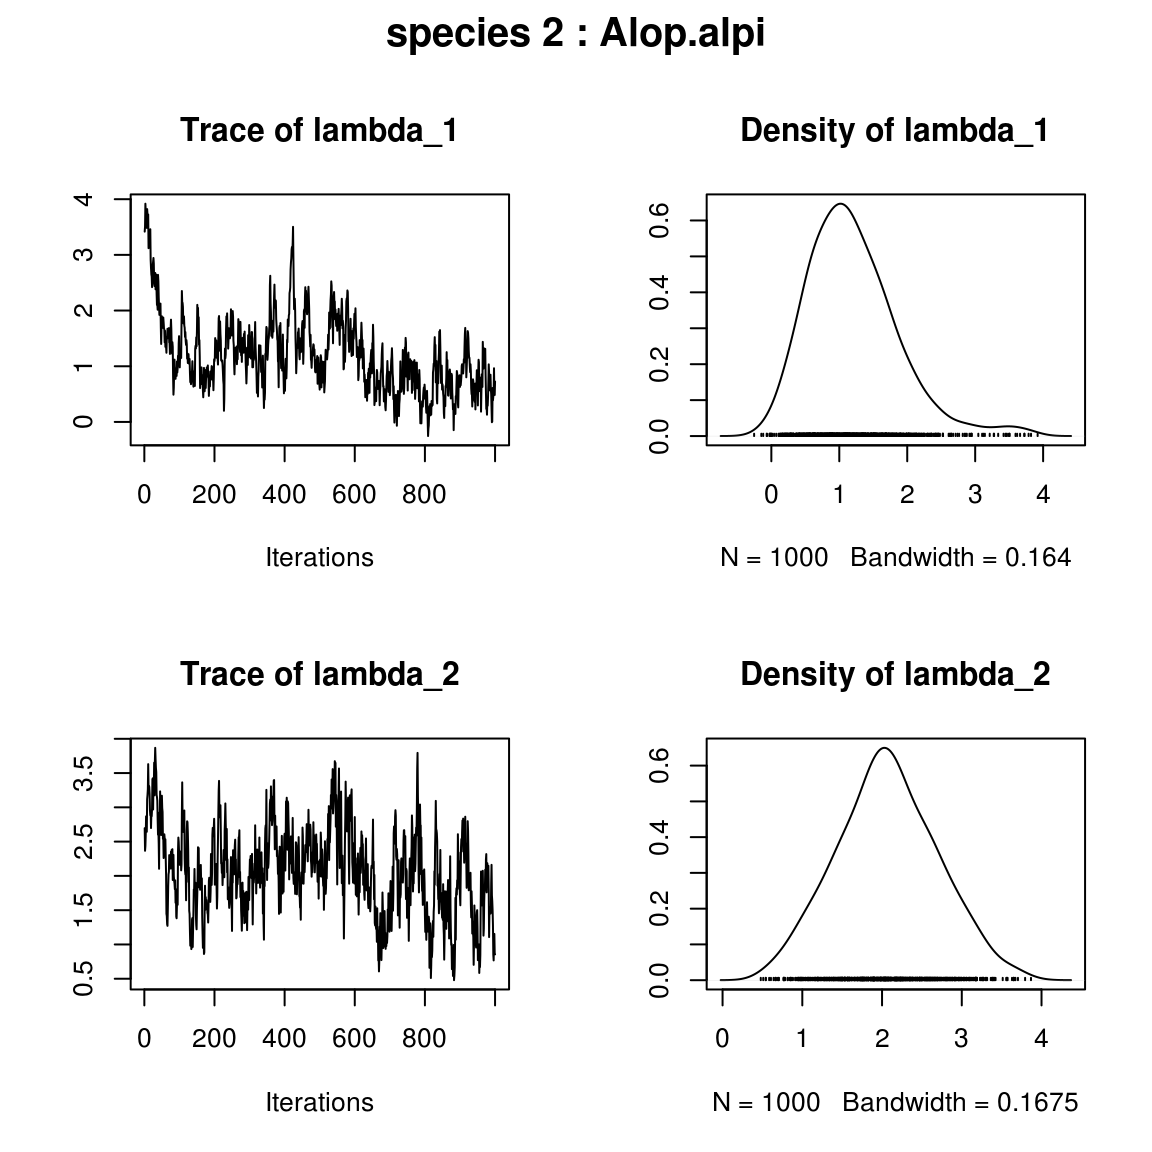 species 2 : Alop.alpi
Trace of lambda_1
Density of lambda_1
4
3
2
1
0
0 200 400 600 800
Iterations
0.6
0.4
0.2
0.0
0 1 2 3 4
N = 1000 Bandwidth = 0.164
Trace of lambda_2
Density of lambda_2
3.5
2.5
1.5
0.5
0 200 400 600 800
Iterations
0.6
0.4
0.2
0.0
0 1 2 3 4
N = 1000 Bandwidth = 0.1675